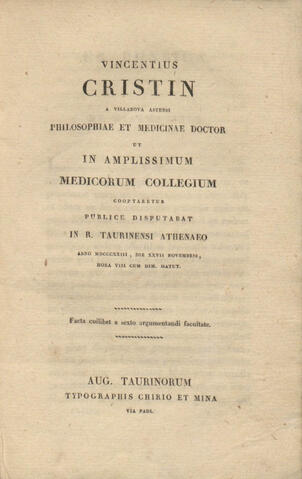 VINCENTIUS
CRISTIN
A VILLANOVA ASTENSI
PHILOSOPHIAE ET MEDICINAE DOCTOR
UT
IN AMPLISSIMUM
MEDICORUM COLLEGIUM
COOPTARETUR
PUBLICE DISPUTABAT
IN R. TAURINENSI ATHENAEO
ANNO MDCCCXXIII, DIE XXVII NOVEMBRIS,
HORA VIII CUM DIM. MATUT.
Facta cuilibet a sexto argumentandi facultate.
AUG. TAURINORUM
TYPOGRAPHIS CHIRIO ET MINA
VIA PADI.